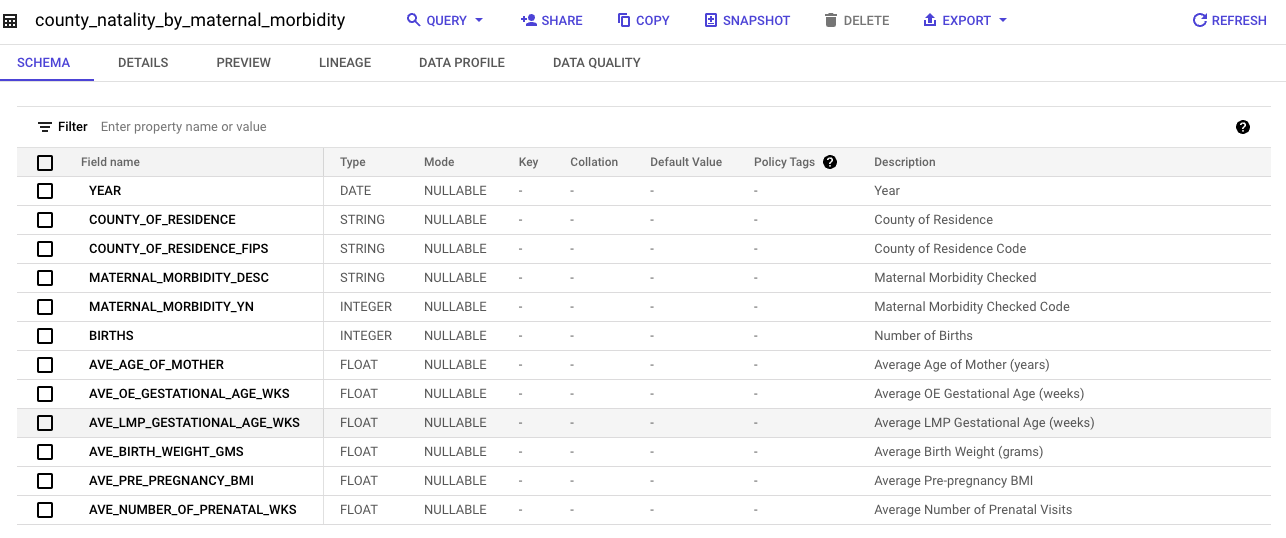 county_natality_by_maternal_morbidity QUERY SHARE COPY SNAPSHOT DELETE EXPORT REFRESH
SCHEMA DETAILS PREVIEW LINEAGE DATA PROFILE DATA QUALITY
Filter Enter property name or value ?
Field name Type Mode Key Collation Default Value Policy Tags ? Description
YEAR DATE NULLABLE - - - - Year
COUNTY_OF_RESIDENCE STRING NULLABLE - - - - County of Residence
COUNTY_OF_RESIDENCE_FIPS STRING NULLABLE - - - - County of Residence Code
MATERNAL_MORBIDITY_DESC STRING NULLABLE - - - - Maternal Morbidity Checked
MATERNAL_MORBIDITY_YN INTEGER NULLABLE - - - - Maternal Morbidity Checked Code
BIRTHS INTEGER NULLABLE - - - - Number of Births
AVE_AGE_OF_MOTHER FLOAT NULLABLE - - - - Average Age of Mother (years)
AVE_OE_GESTATIONAL_AGE_WKS FLOAT NULLABLE - - - - Average OE Gestational Age (weeks)
AVE_LMP_GESTATIONAL_AGE_WKS FLOAT NULLABLE - - - - Average LMP Gestational Age (weeks)
AVE_BIRTH_WEIGHT_GMS FLOAT NULLABLE - - - - Average Birth Weight (grams)
AVE_PRE_PREGNANCY_BMI FLOAT NULLABLE - - - - Average Pre-pregnancy BMI
AVE_NUMBER_OF_PRENATAL_WKS FLOAT NULLABLE - - - - Average Number of Prenatal Visits